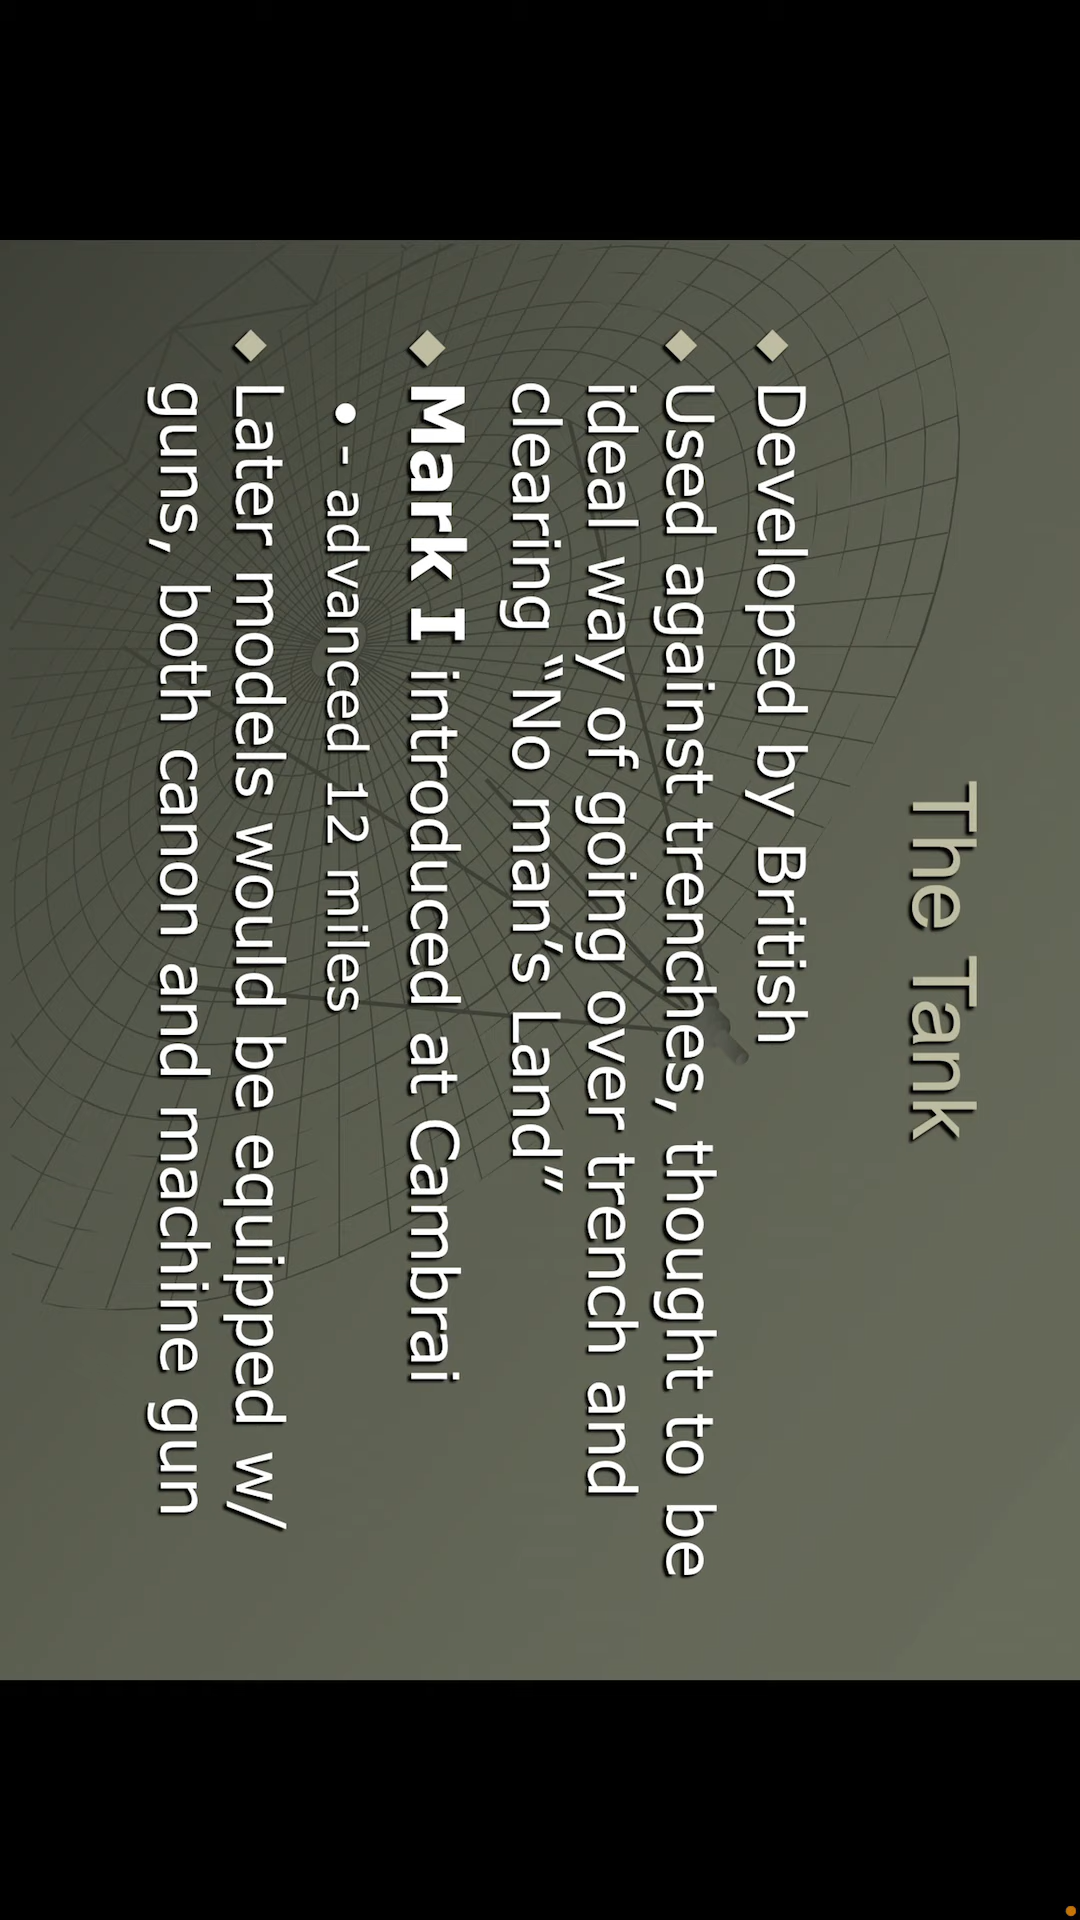 The Tank
Developed by British
Used against trenches, thought to be
ideal way of going over trench and
clearing “No man’s Land”
Mark I introduced at Cambrai
- advanced 12 miles
Later models would be equipped w/
guns, both canon and machine gun